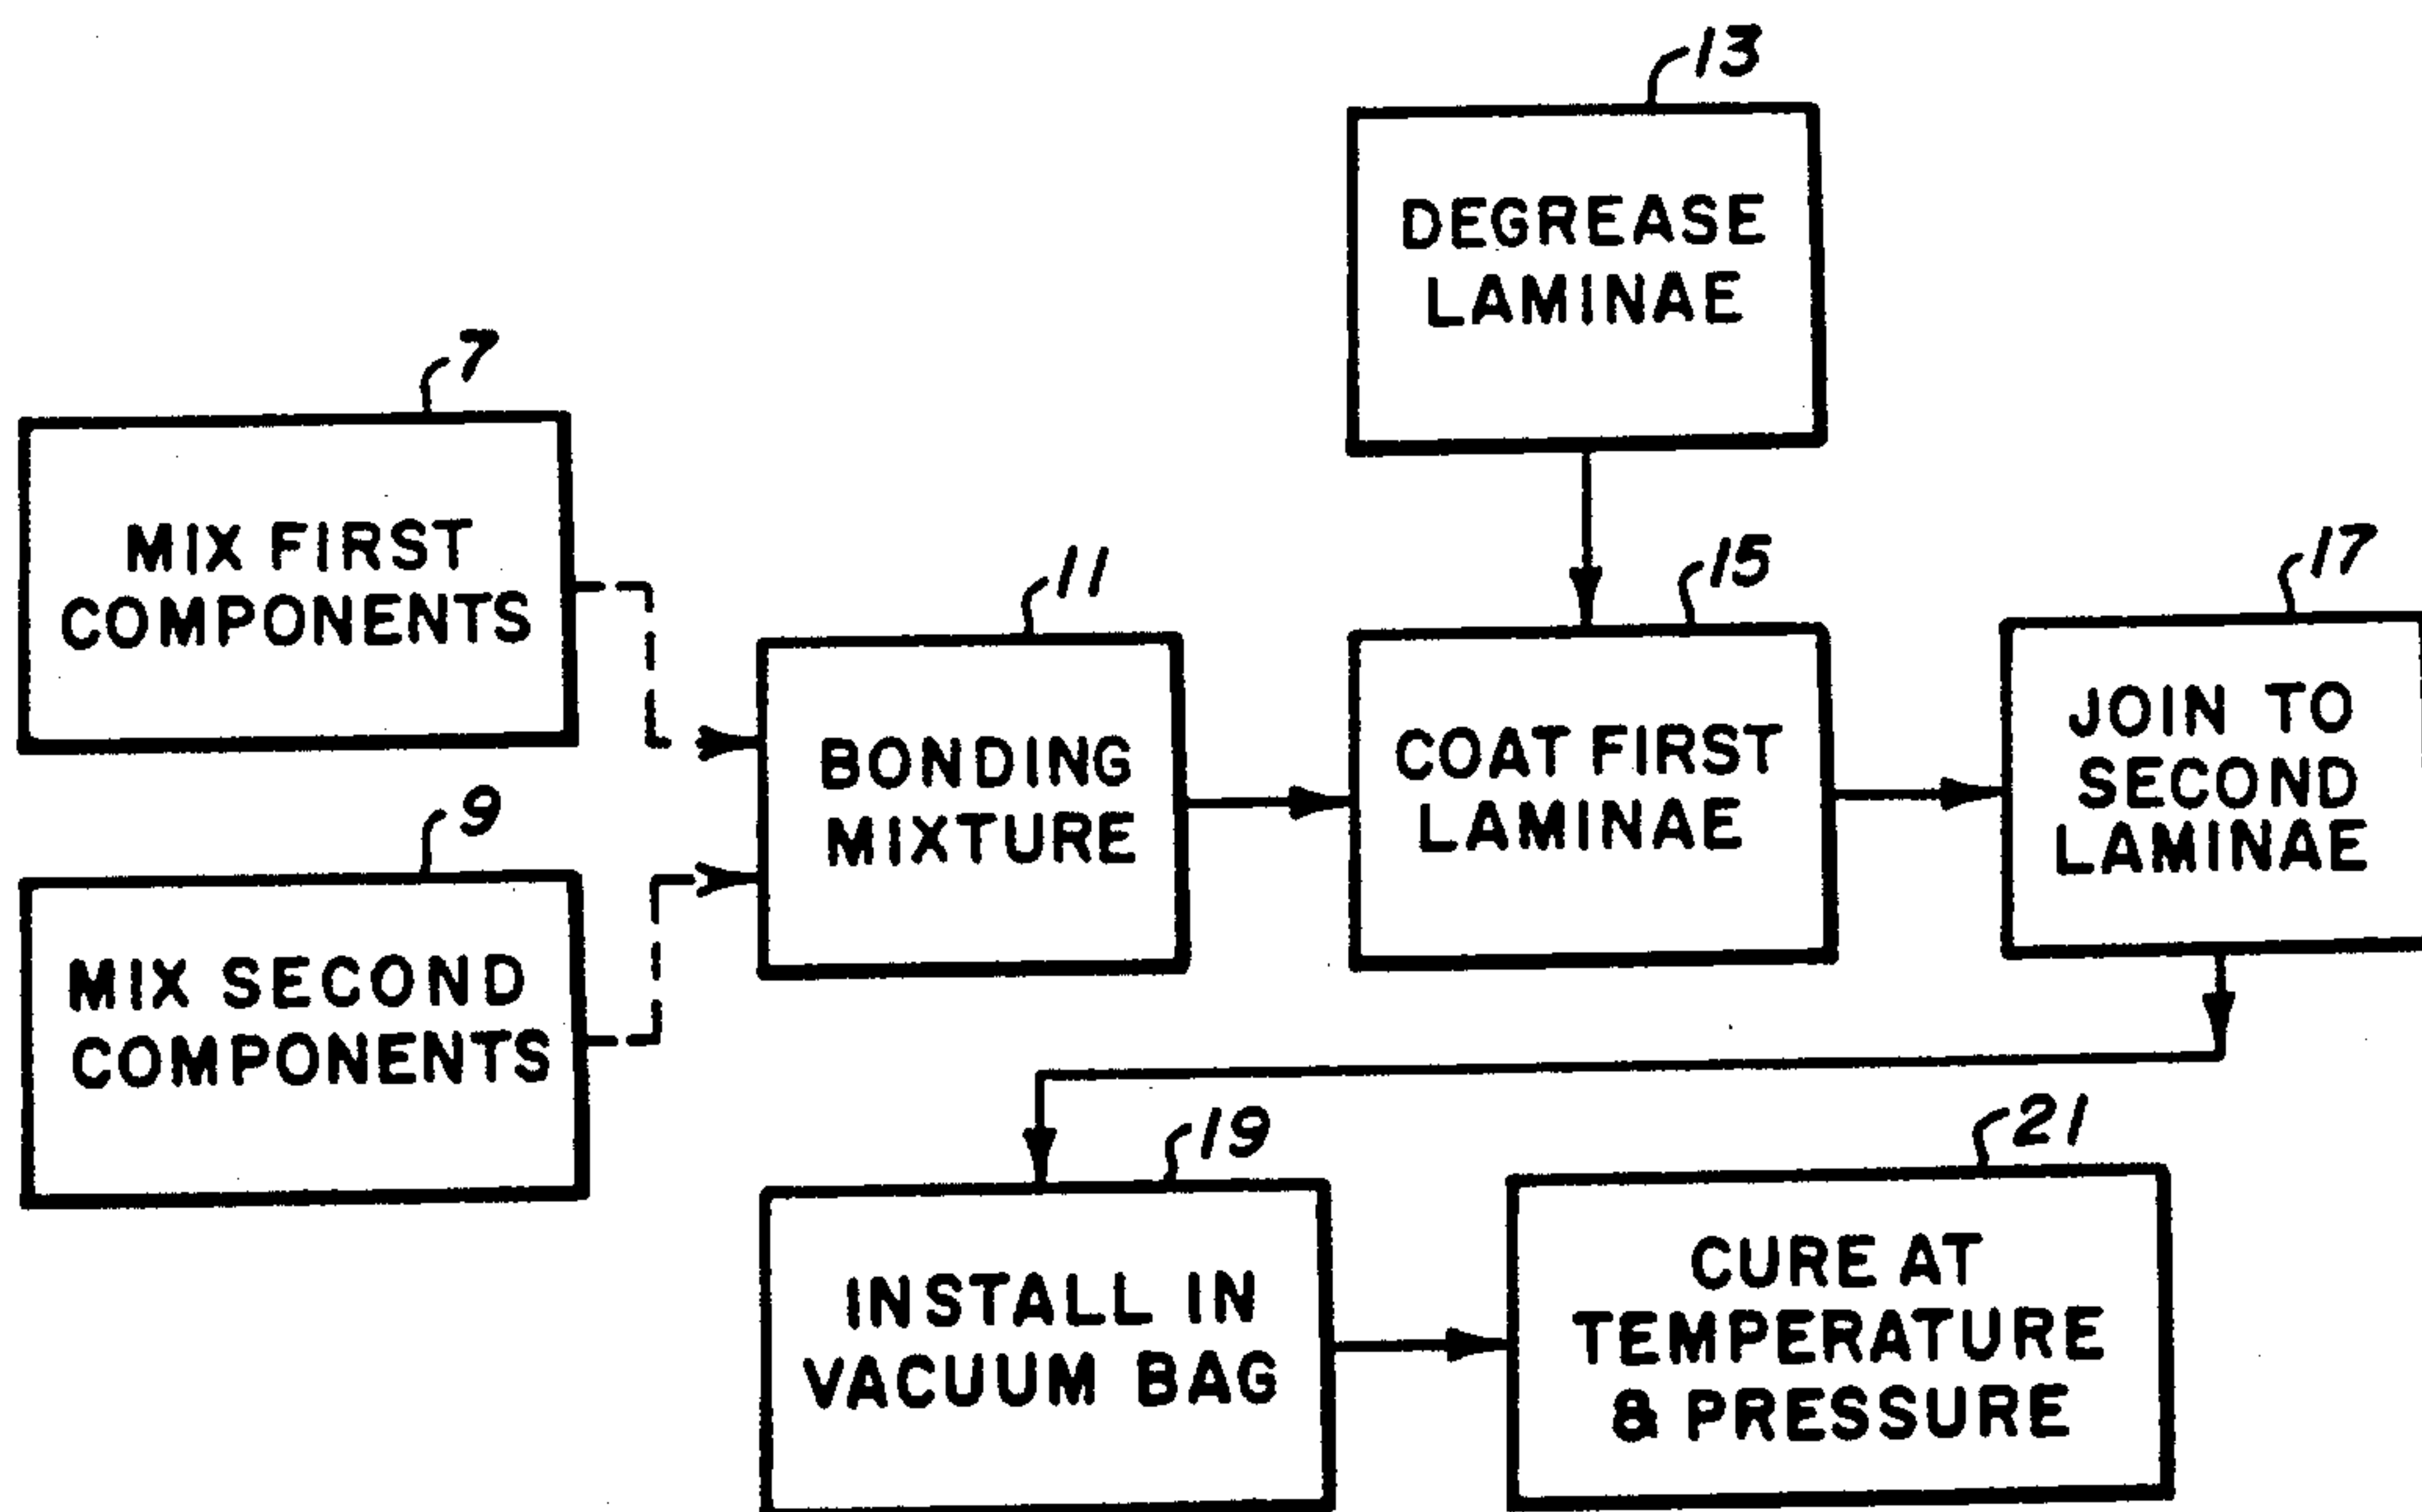 13
DEGREASE
LAMINAE
7
MIX FIRST
COMPONENTS
11
BONDING
MIXTURE
15
COAT FIRST
LAMINAE
17
JOIN TO
SECOND
LAMINAE
9
MIX SECOND
COMPONENTS
19
INSTALL IN
VACUUM BAG
21
CURE AT
TEMPERATURE
& PRESSURE